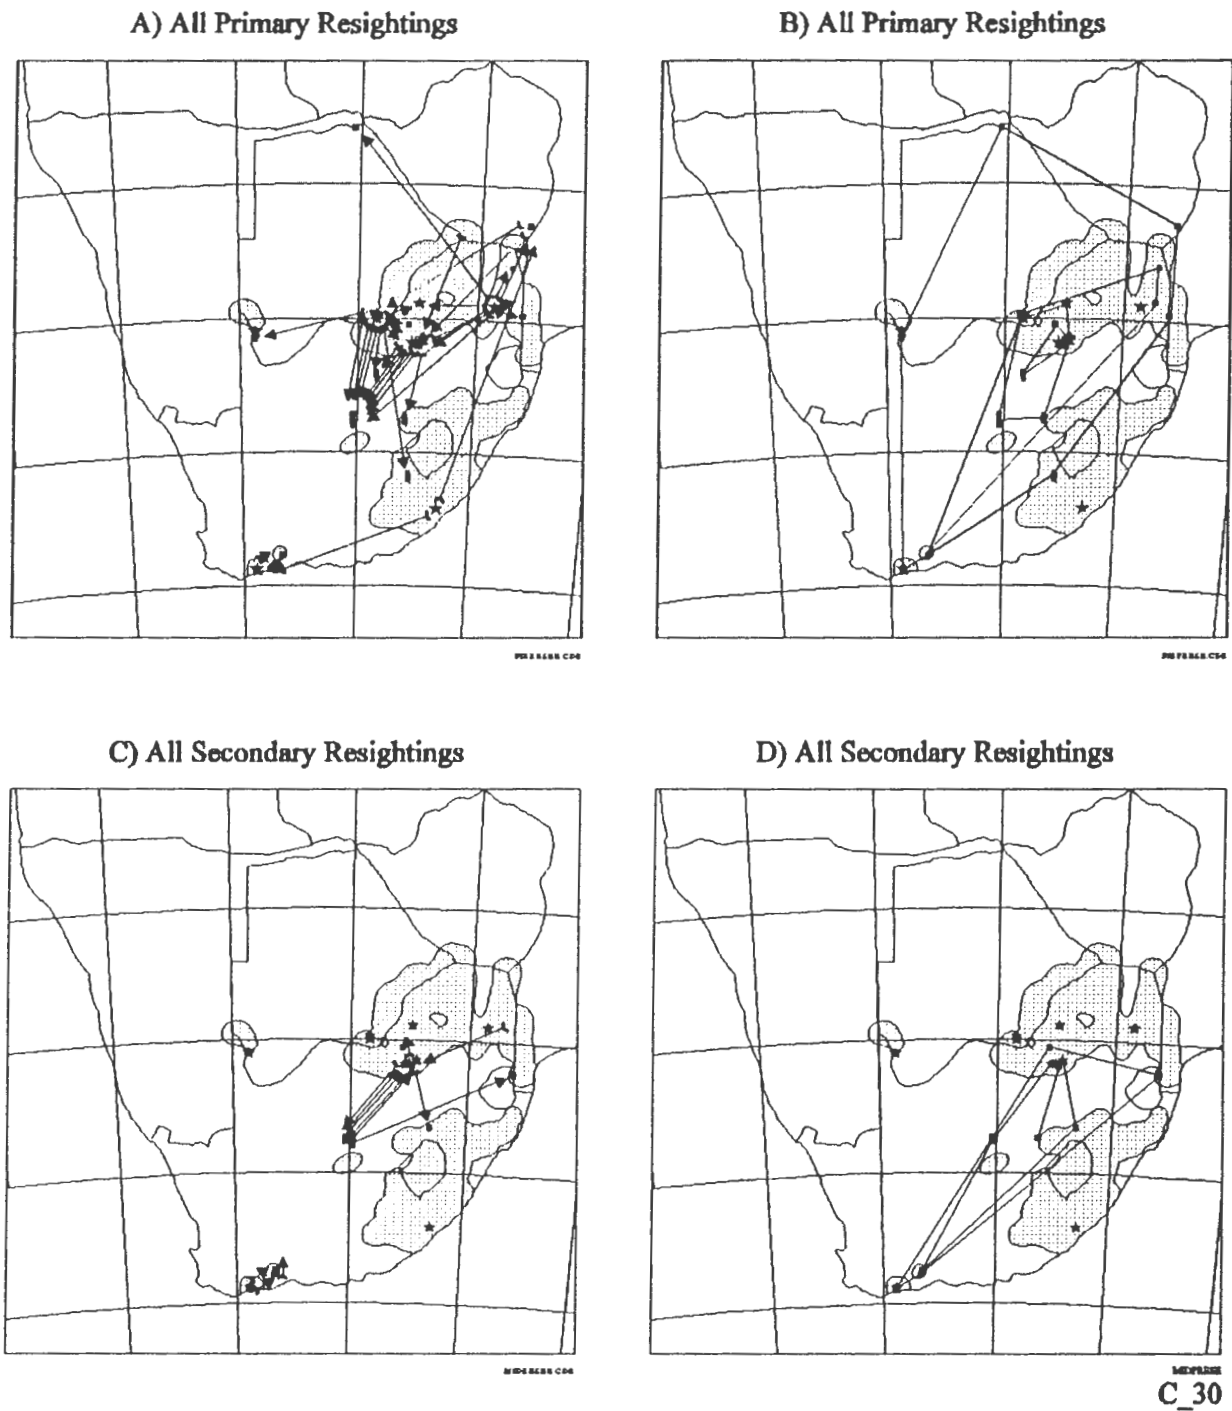 A) All Primary Resightings
B) All Primary Resightings
C) All Secondary Resightings
D) All Secondary Resightings
C_30